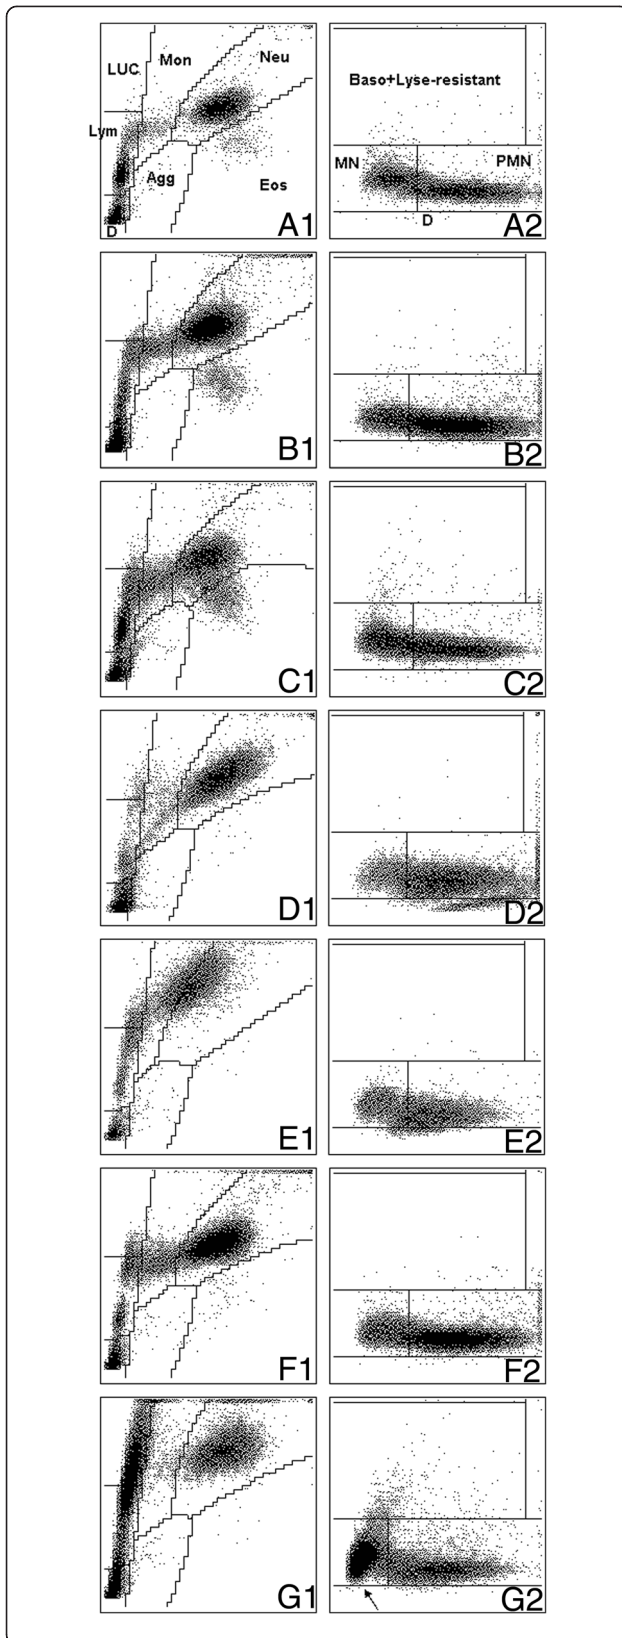 LUC Mon Neu
Lym
Agg Eos
D
A1
Baso+Lyse-resistant
MN PMN
D
A2
B1
B2
C1
C2
D1
D2
E1
E2
F1
F2
G1
G2